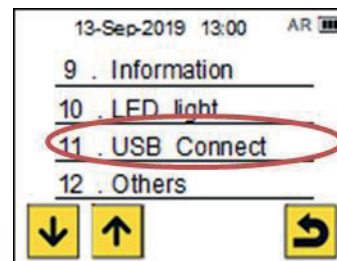 13-Sep-2019 13:00 AR
9 . Information
10 . LED light
11 . USB Connect
12 . Others